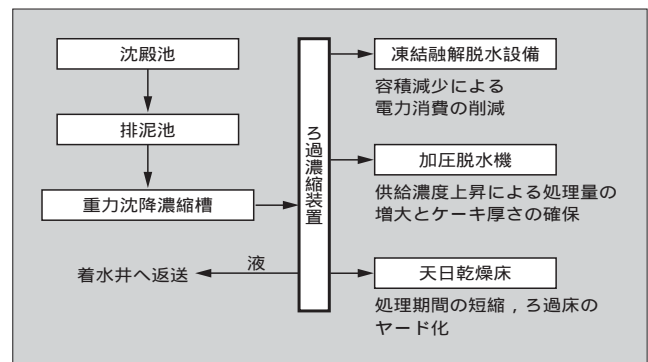 沈殿池
排泥池
重力沈降濃縮槽
着水井へ返送
液
ろ過濃縮装置
凍結融解脱水設備
容積減少による
電力消費の削減
加圧脱水機
供給濃度上昇による処理量の
増大とケーキ厚さの確保
天日乾燥床
処理期間の短縮，ろ過床の
ヤード化